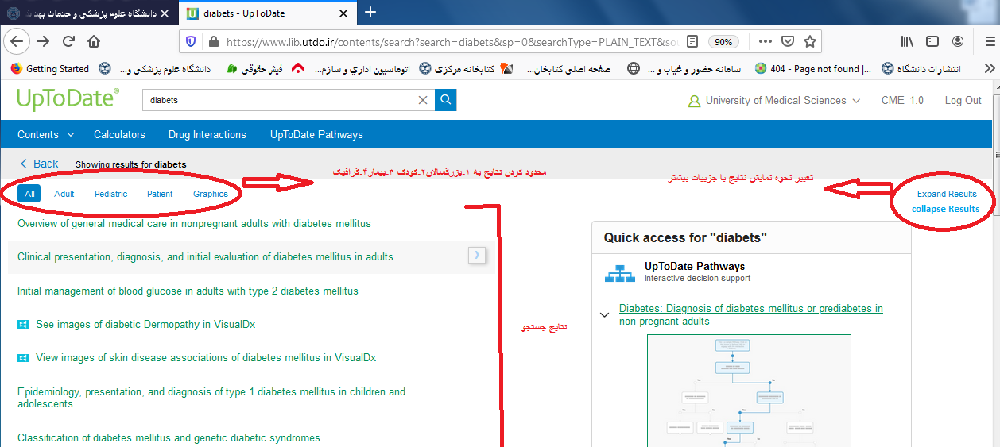 دانشگاه علوم پزشکی و خدمات بهداش
diabets - UpToDate
https://www.lib.utdo.ir/contents/search?search=diabets&sp=0&searchType=PLAIN_TEXT&sou
90%
Getting Started
دانشگاه علوم پزشکی و...
فیش حقوقی
اتوماسیون اداري و سازم...
کتابخانه مرکزی
صفحه اصلی کتابخان...
سامانه حضور و غیاب و ...
404 - Page not found |...
انتشارات دانشگاه
UpToDate®
diabets
University of Medical Sciences
CME 1.0
Log Out
Contents
Calculators
Drug Interactions
UpToDate Pathways
Back
Showing results for diabets
محدود کردن نتایج به ۱-بزرگسالان۲-کودک ۳-بیمار۴-گرافیک
تغییر نحوه نمایش نتایج با جزییات بیشتر
All
Adult
Pediatric
Patient
Graphics
Expand Results
collapse Results
Overview of general medical care in nonpregnant adults with diabetes mellitus
Clinical presentation, diagnosis, and initial evaluation of diabetes mellitus in adults
Initial management of blood glucose in adults with type 2 diabetes mellitus
See images of diabetic Dermopathy in VisualDx
View images of skin disease associations of diabetes mellitus in VisualDx
Epidemiology, presentation, and diagnosis of type 1 diabetes mellitus in children and
adolescents
Classification of diabetes mellitus and genetic diabetic syndromes
نتایج جستجو
Quick access for "diabets"
UpToDate Pathways
Interactive decision support
Diabetes: Diagnosis of diabetes mellitus or prediabetes in
non-pregnant adults